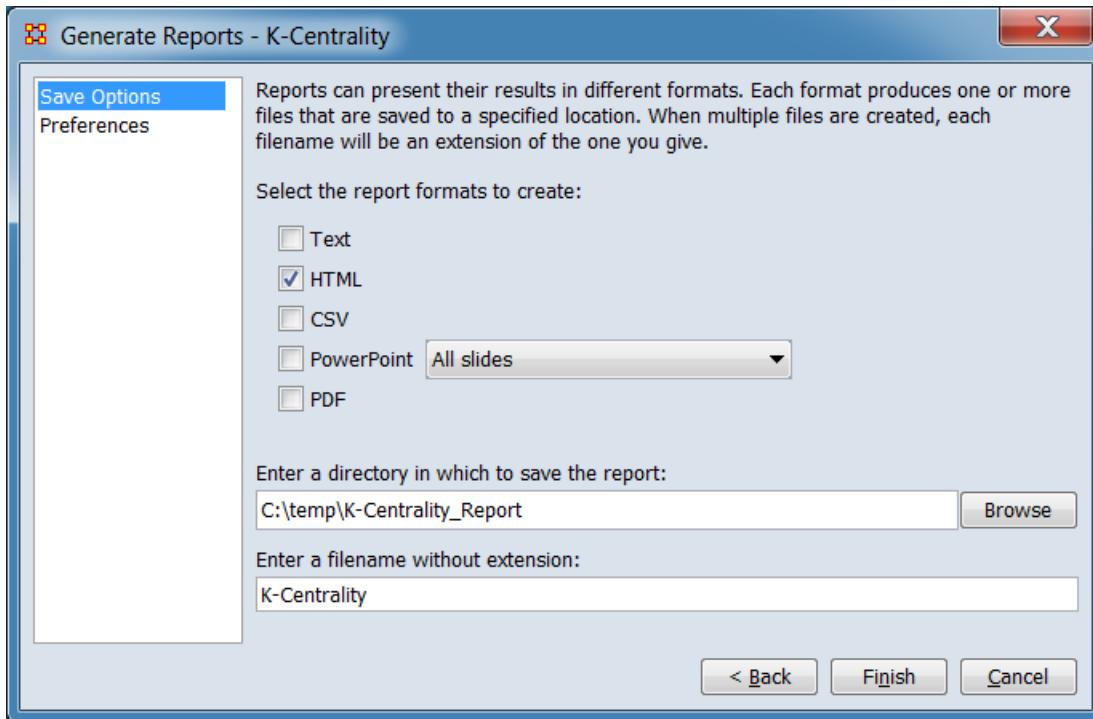 Generate Reports - K-Centrality
Save Options
Preferences
Reports can present their results in different formats. Each format produces one or more
files that are saved to a specified location. When multiple files are created, each
filename will be an extension of the one you give.
Select the report formats to create:
Text
HTML
CSV
PowerPoint All slides
PDF
Enter a directory in which to save the report:
C:\temp\K-Centrality_Report Browse
Enter a filename without extension:
K-Centrality
< Back Finish Cancel